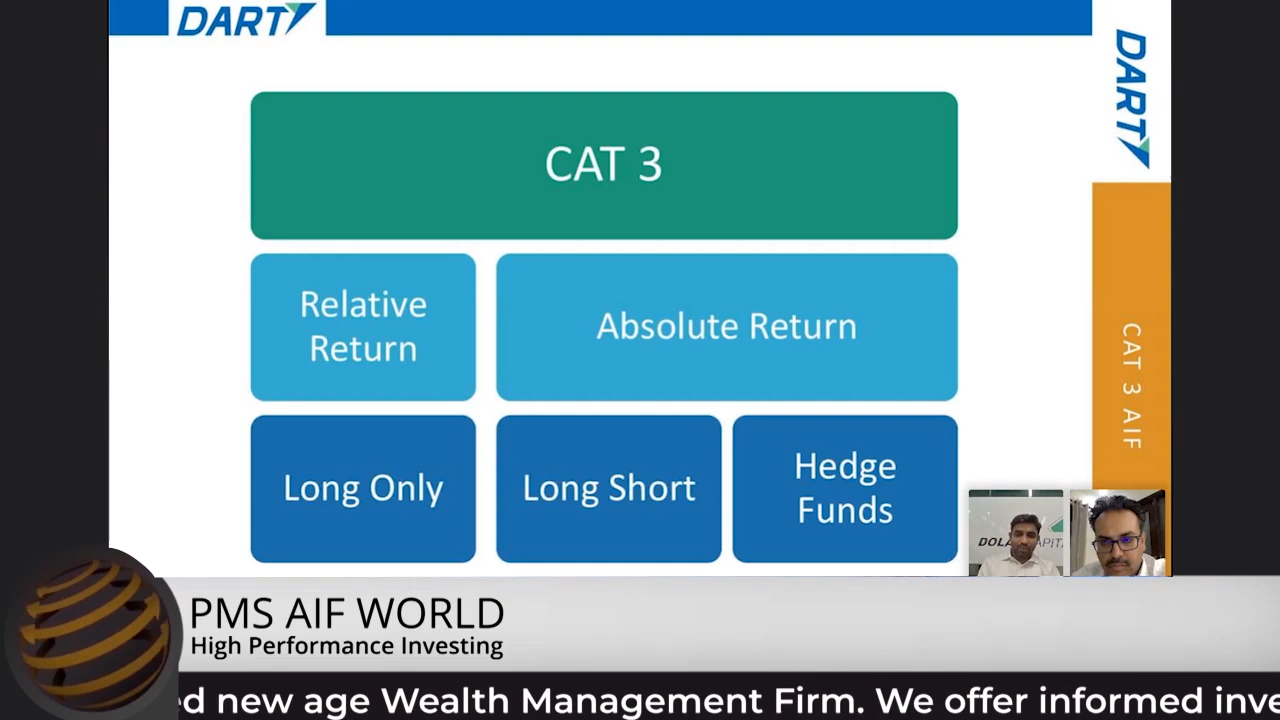 DART
DART
CAT 3
Relative
Return
Absolute Return
Long Only
Long Short
Hedge
Funds
CAT 3 AIF
PMS AIF WORLD
High Performance Investing
new age Wealth Management Firm. We offer informed